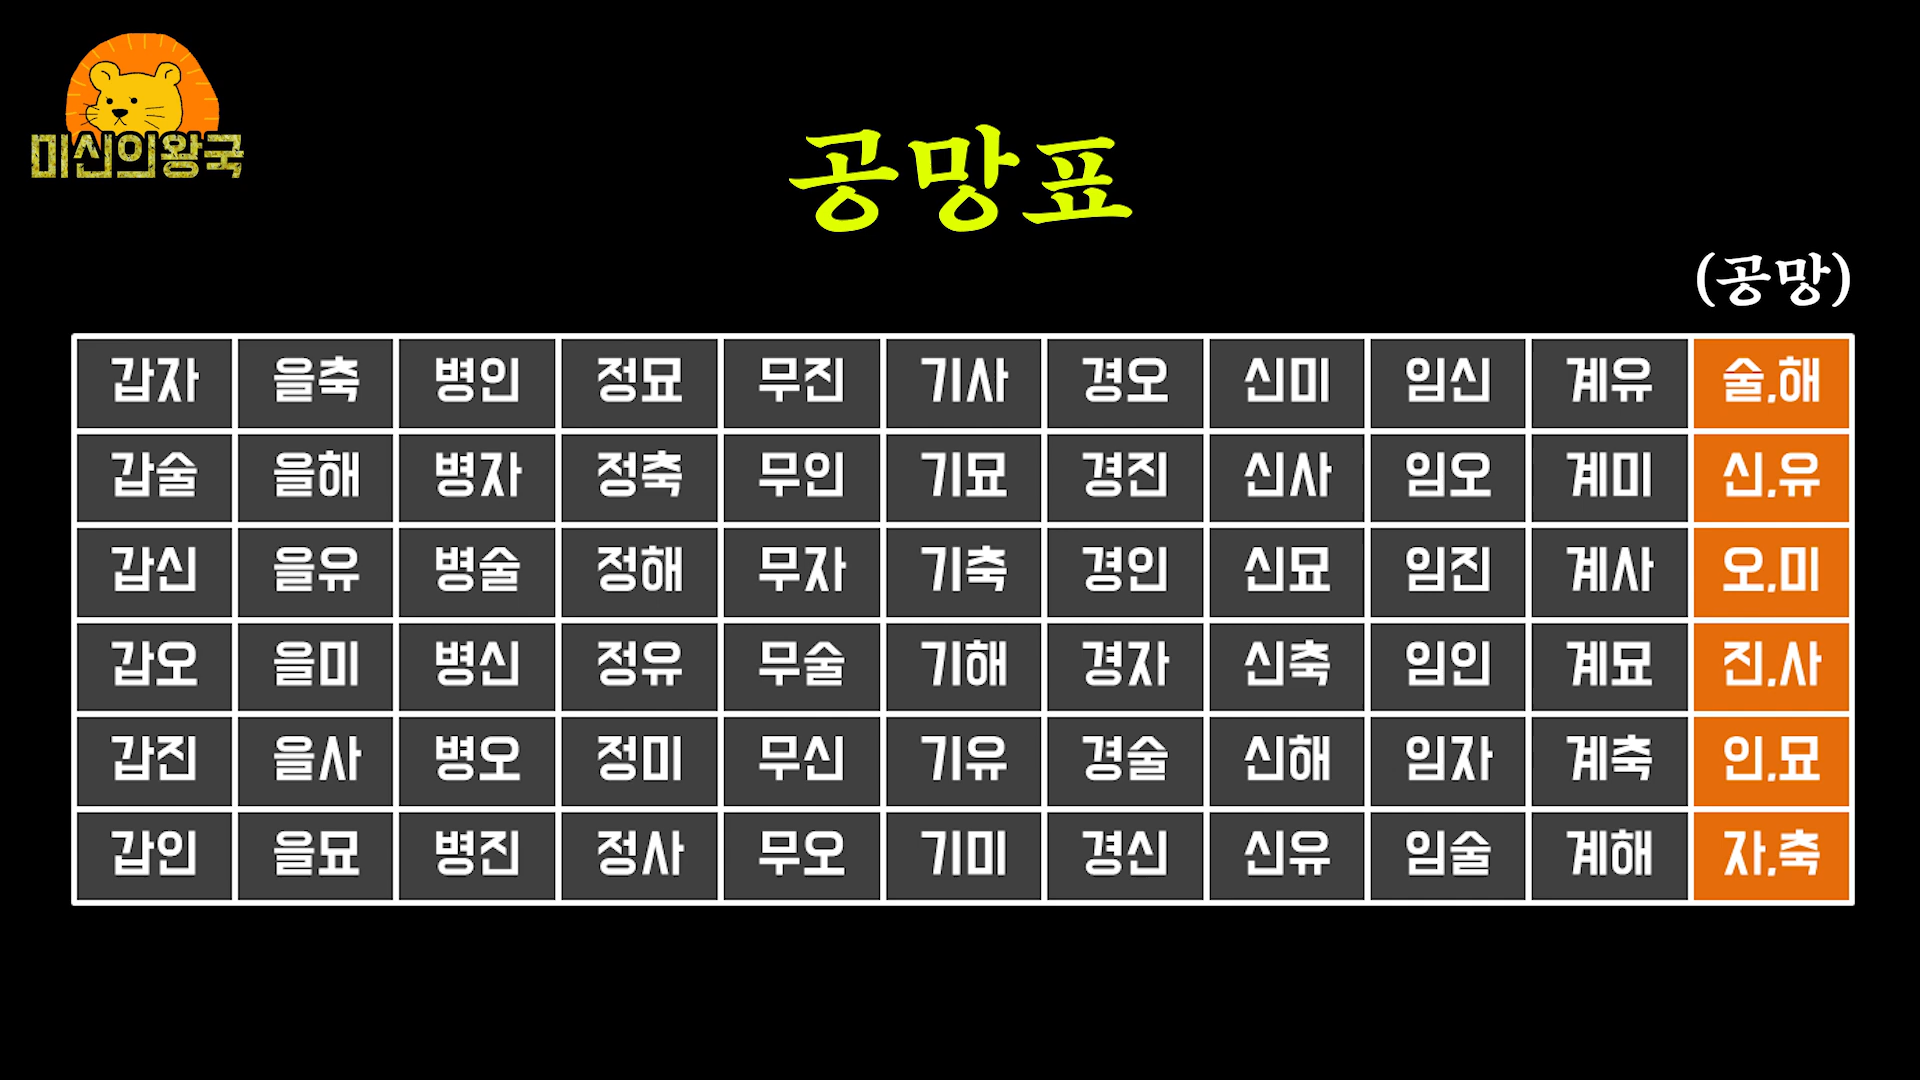 미신의왕국
공망표
(공망)
갑자 을축 병인 정묘 무진 기사 경오 신미 임신 계유 술,해
갑술 을해 병자 정축 무인 기묘 경진 신사 임오 계미 신,유
갑신 을유 병술 정해 무자 기축 경인 신묘 임진 계사 오,미
갑오 을미 병신 정유 무술 기해 경자 신축 임인 계묘 진,사
갑진 을사 병오 정미 무신 기유 경술 신해 임자 계축 인,묘
갑인 을묘 병진 정사 무오 기미 경신 신유 임술 계해 자,축